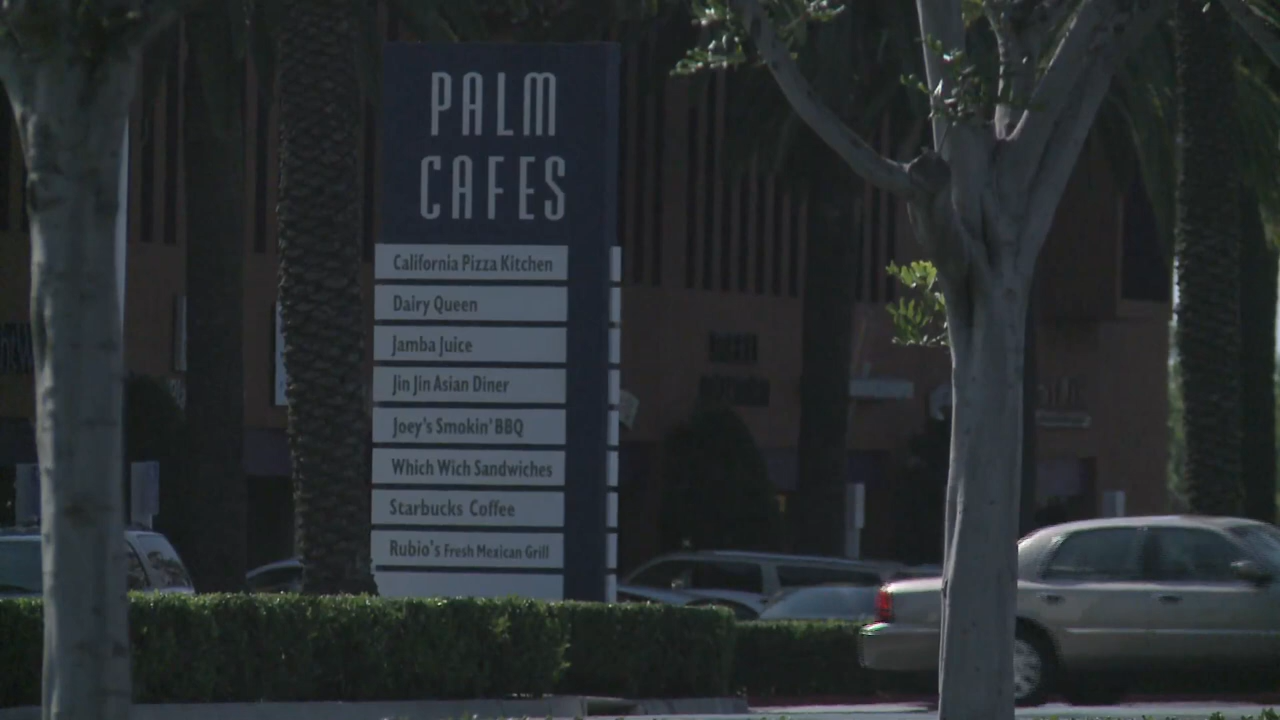 PALM
CAFES
California Pizza Kitchen
Dairy Queen
Jamba Juice
Jin Jin Asian Diner
Joey's Smokin' BBQ
Which Wich Sandwiches
Starbucks Coffee
Rubio's Fresh Mexican Grill